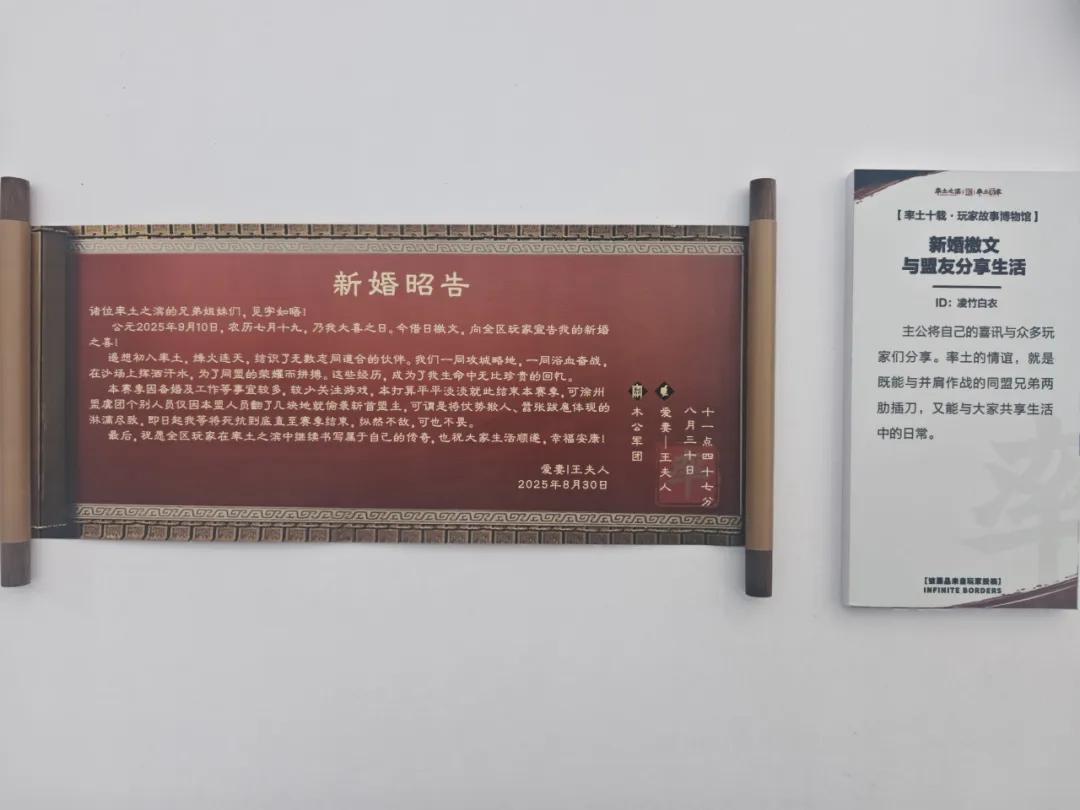 新婚昭告
诸位率土之滨的兄弟姐妹们，见字如晤！
公元2025年9月10日，农历七月十九，乃我大喜之日。今借日檄文，向全区玩家宣告我的新婚
之喜！
遥想初入率土，烽火连天，结识了无数志同道合的伙伴。我们一同攻城略地，一同浴血奋战，
在沙场上挥洒汗水，为了同盟的荣耀而拼搏。这些经历，成为了我生命中无比珍贵的回忆。
本赛季因备婚及工作等事宜较多，较少关注游戏，本打算平平淡淡就此结束本赛季，可徐州
盟虞团个别人员仅因本盟人员翻了几块地就偷袭斩首盟主，可谓是将仗势欺人、嚣张跋扈体现的
淋漓尽致，即日起我等将死抗到底直至赛季结束，纵然不敌，可也不畏。
最后，祝愿全区玩家在率土之滨中继续书写属于自己的传奇，也祝大家生活顺遂，幸福安康！
爱妻|王夫人
2025年8月30日
十一点四十七分
八月三十日
爱妻|王夫人
木公军团
率土之滨
【率土十载·玩家故事博物馆】
新婚檄文
与盟友分享生活
ID：凌竹白衣
主公将自己的喜讯与众多玩
家们分享。率土的情谊，就是
既能与并肩作战的同盟兄弟两
肋插刀，又能与大家共享生活
中的日常。
率
【该展品来自玩家投稿】
INFINITE BORDERS